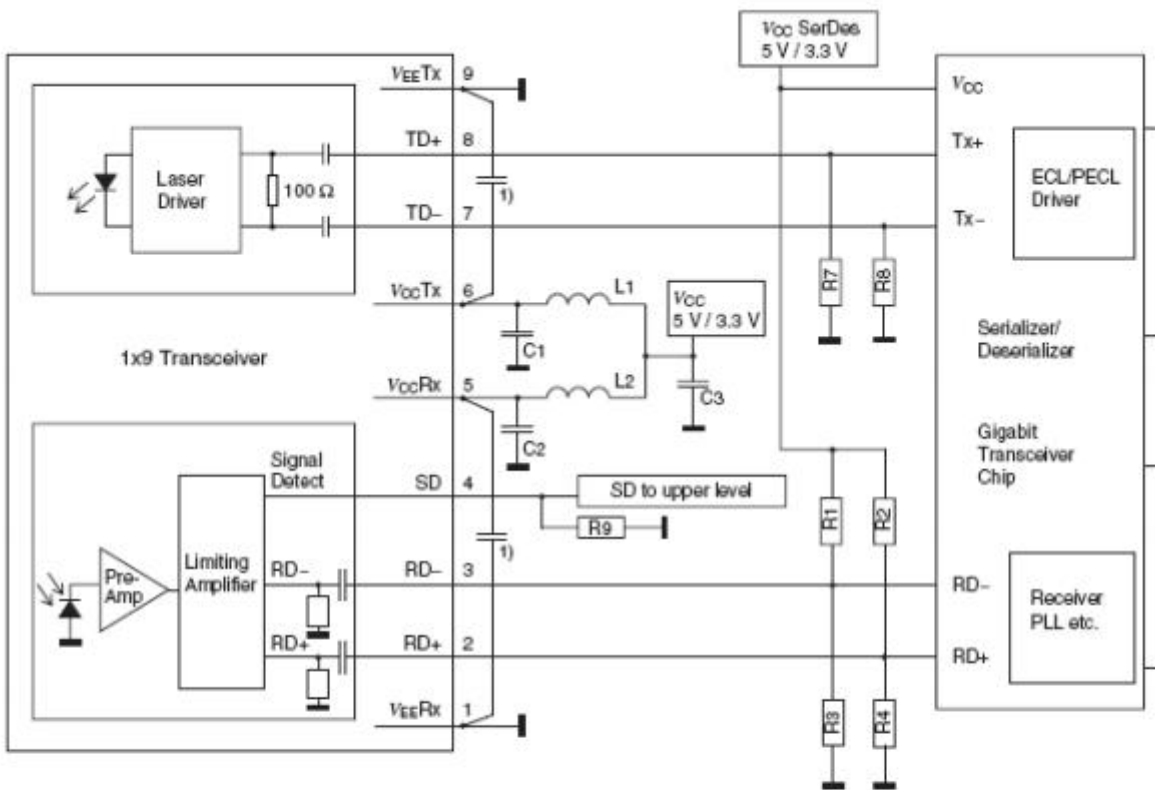 VCC SerDes
5 V / 3.3 V
VEETx 9
VCC
TD+ 8
Tx+
Laser
Driver
100 Ω
1)
ECL/PECL
Driver
TD− 7
Tx−
R7
R8
VCCTx 6
L1
VCC
5 V / 3.3 V
C1
1x9 Transceiver
Serializer/
Deserializer
VCCRx 5
L2
C3
C2
Gigabit
Transceiver
Chip
Signal
Detect
SD 4
SD to upper level
R9
R1
R2
1)
Pre-
Amp
Limiting
Amplifier
RD−
RD− 3
RD−
Receiver
PLL etc.
RD+
RD+ 2
RD+
R3
R4
VEERx 1